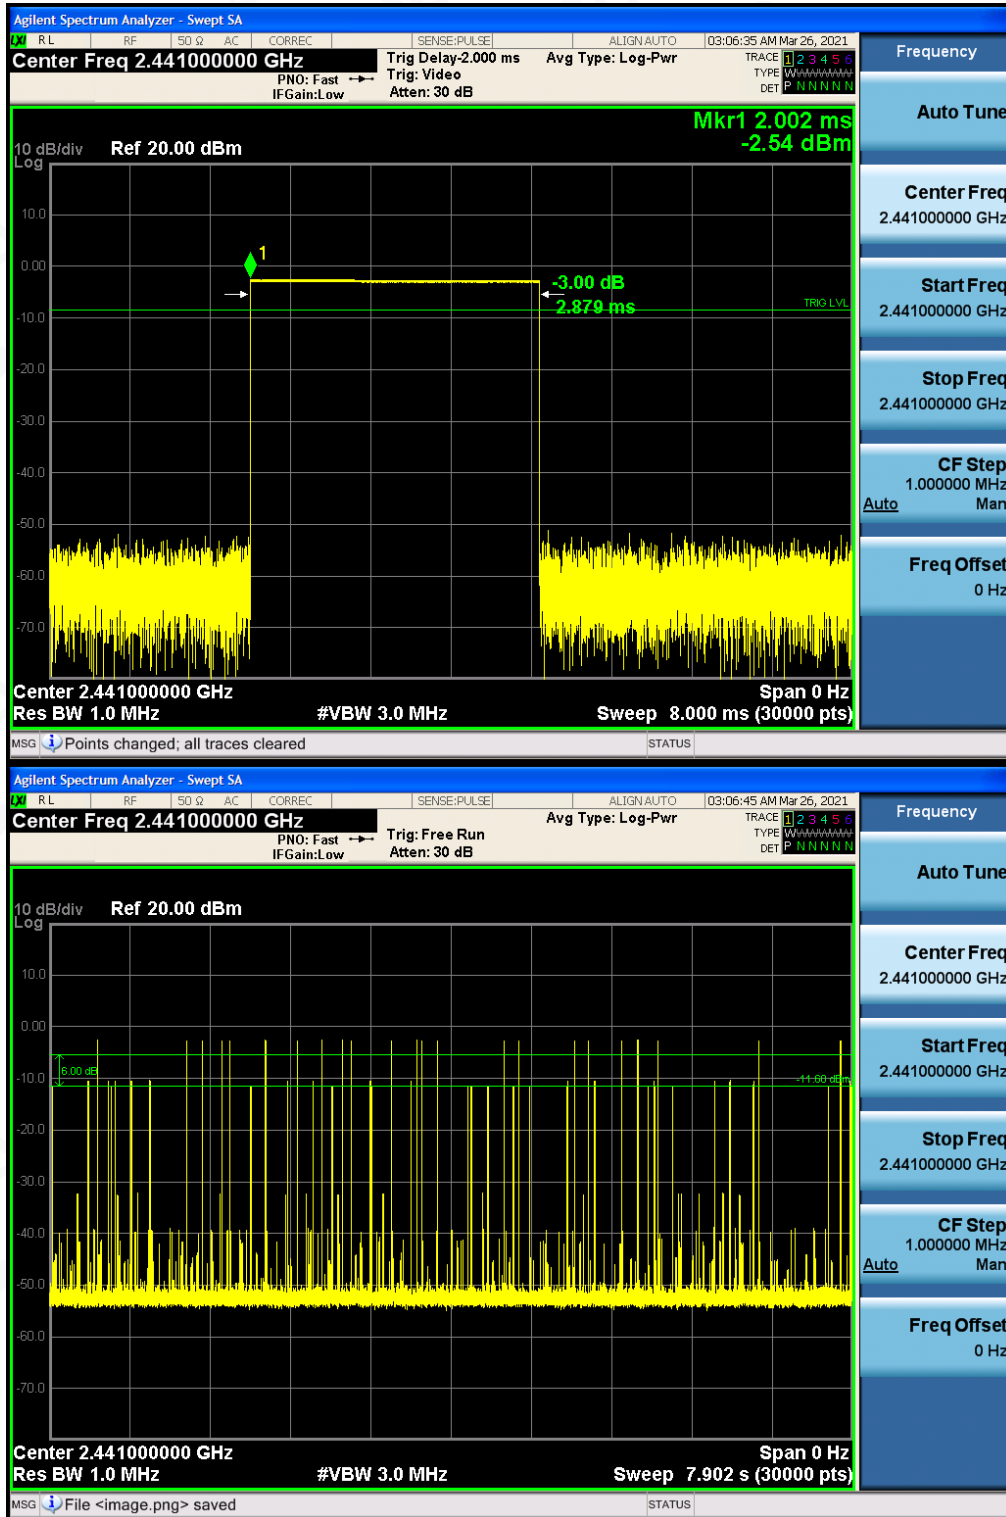 Agilent Spectrum Analyzer - Swept SA
LXI RL RF 50 Ω AC CORREC SENSE:PULSE ALIGN AUTO 03:06:35 AM Mar 26, 2021
Center Freq 2.441000000 GHz
PNO: Fast
IFGain:Low
Trig Delay-2.000 ms
Trig: Video
Atten: 30 dB
Avg Type: Log-Pwr
TRACE 1 2 3 4 5 6
TYPE W
DET P N N N N N
Mkr1 2.002 ms
-2.54 dBm
10 dB/div Ref 20.00 dBm
Log
10.0
0.00
-10.0
-20.0
-30.0
-40.0
-50.0
-60.0
-70.0
1
-3.00 dB
2.879 ms
TRIG LVL
Center 2.441000000 GHz Span 0 Hz
Res BW 1.0 MHz #VBW 3.0 MHz Sweep 8.000 ms (30000 pts)
MSG Points changed; all traces cleared STATUS
Frequency
Auto Tune
Center Freq
2.441000000 GHz
Start Freq
2.441000000 GHz
Stop Freq
2.441000000 GHz
CF Step
1.000000 MHz
Auto Man
Freq Offset
0 Hz
Agilent Spectrum Analyzer - Swept SA
LXI RL RF 50 Ω AC CORREC SENSE:PULSE ALIGN AUTO 03:06:45 AM Mar 26, 2021
Center Freq 2.441000000 GHz
PNO: Fast
IFGain:Low
Trig: Free Run
Atten: 30 dB
Avg Type: Log-Pwr
TRACE 1 2 3 4 5 6
TYPE W
DET P N N N N N
10 dB/div Ref 20.00 dBm
Log
10.0
0.00
-10.0
-20.0
-30.0
-40.0
-50.0
-60.0
-70.0
6.00 dB
-11.60 dBm
Center 2.441000000 GHz Span 0 Hz
Res BW 1.0 MHz #VBW 3.0 MHz Sweep 7.902 s (30000 pts)
MSG File <image.png> saved STATUS
Frequency
Auto Tune
Center Freq
2.441000000 GHz
Start Freq
2.441000000 GHz
Stop Freq
2.441000000 GHz
CF Step
1.000000 MHz
Auto Man
Freq Offset
0 Hz